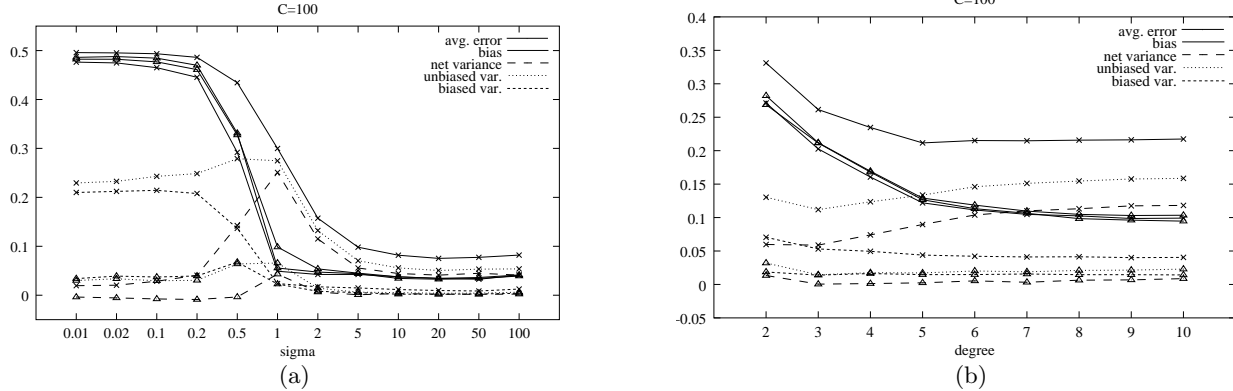 C=100
0.5
0.4
0.3
0.2
0.1
0
avg. error
bias
net variance
unbiased var.
biased var.
0.01 0.02 0.1 0.2 0.5 1 2 5 10 20 50 100
sigma
(a)
C=100
0.4
0.35
0.3
0.25
0.2
0.15
0.1
0.05
0
-0.05
avg. error
bias
net variance
unbiased var.
biased var.
2 3 4 5 6 7 8 9 10
degree
(b)